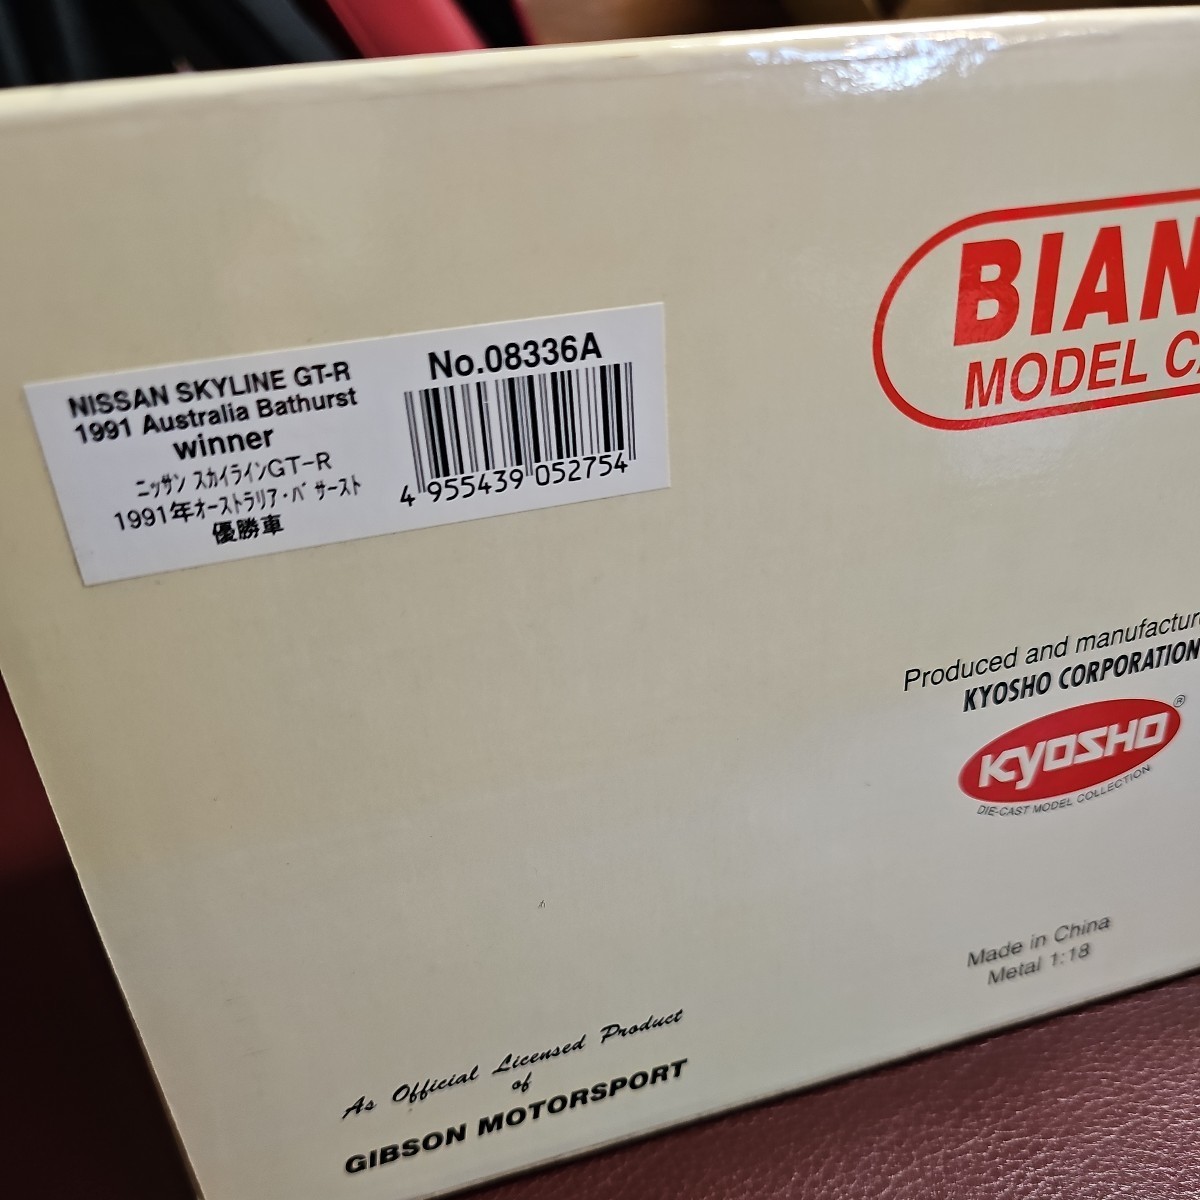 NISSAN SKYLINE GT-R
1991 Australia Bathurst
winner
ニッサン スカイラインGT-R
1991年オーストラリア・バサースト
優勝車
No.08336A
4 955439 052754
BIAN
MODEL C
Produced and manufactur
KYOSHO CORPORATION
KYOSHO ®
DIE-CAST MODEL COLLECTION
Made in China
Metal 1:18
As Official Licensed Product
of
GIBSON MOTORSPORT